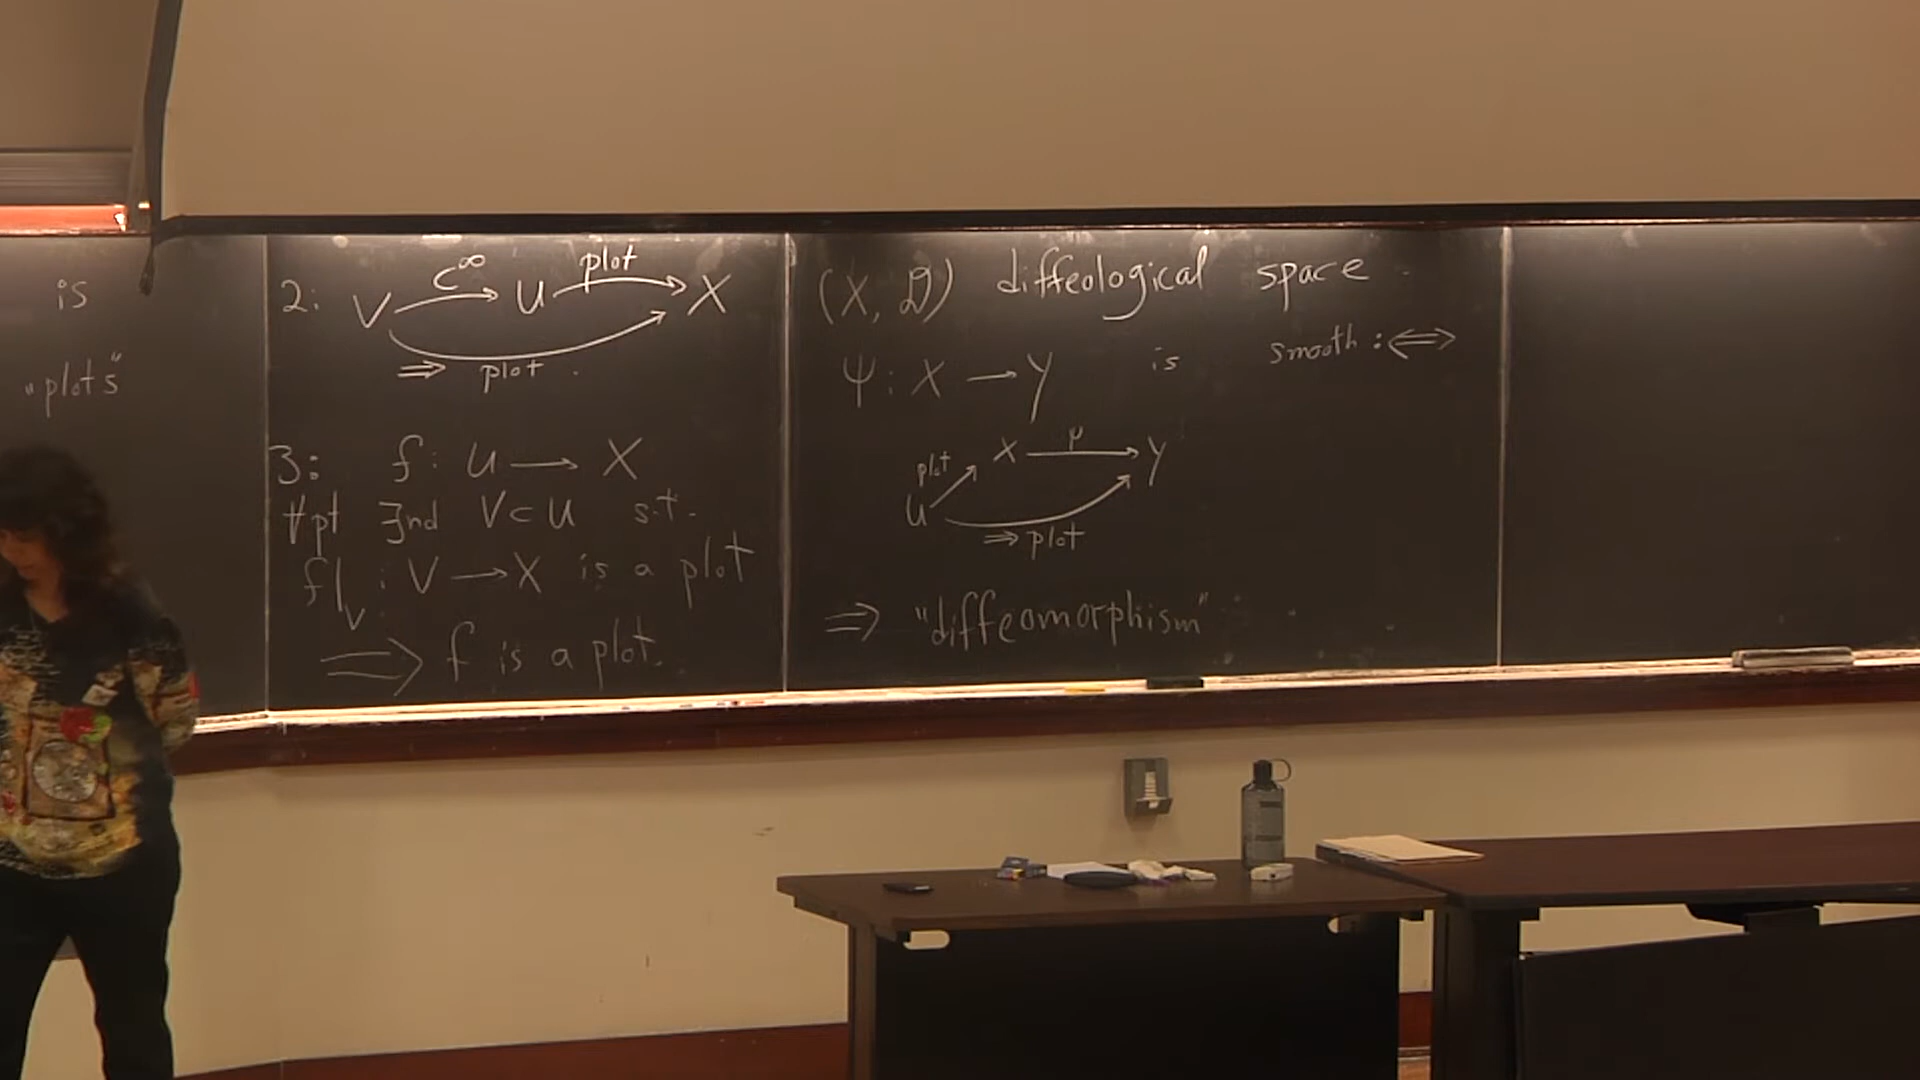 is
"plots"
2: V C^∞ → U plot → X
⇒ plot.
3: f: U → X
∀pt ∃nd V⊂U s.t.
f|_V : V → X is a plot
⇒ f is a plot.
(X, 𝒟) diffeological space
Ψ: X → Y is smooth :⇔
X ψ → Y
plot
U
⇒ plot
⇒ "diffeomorphism"